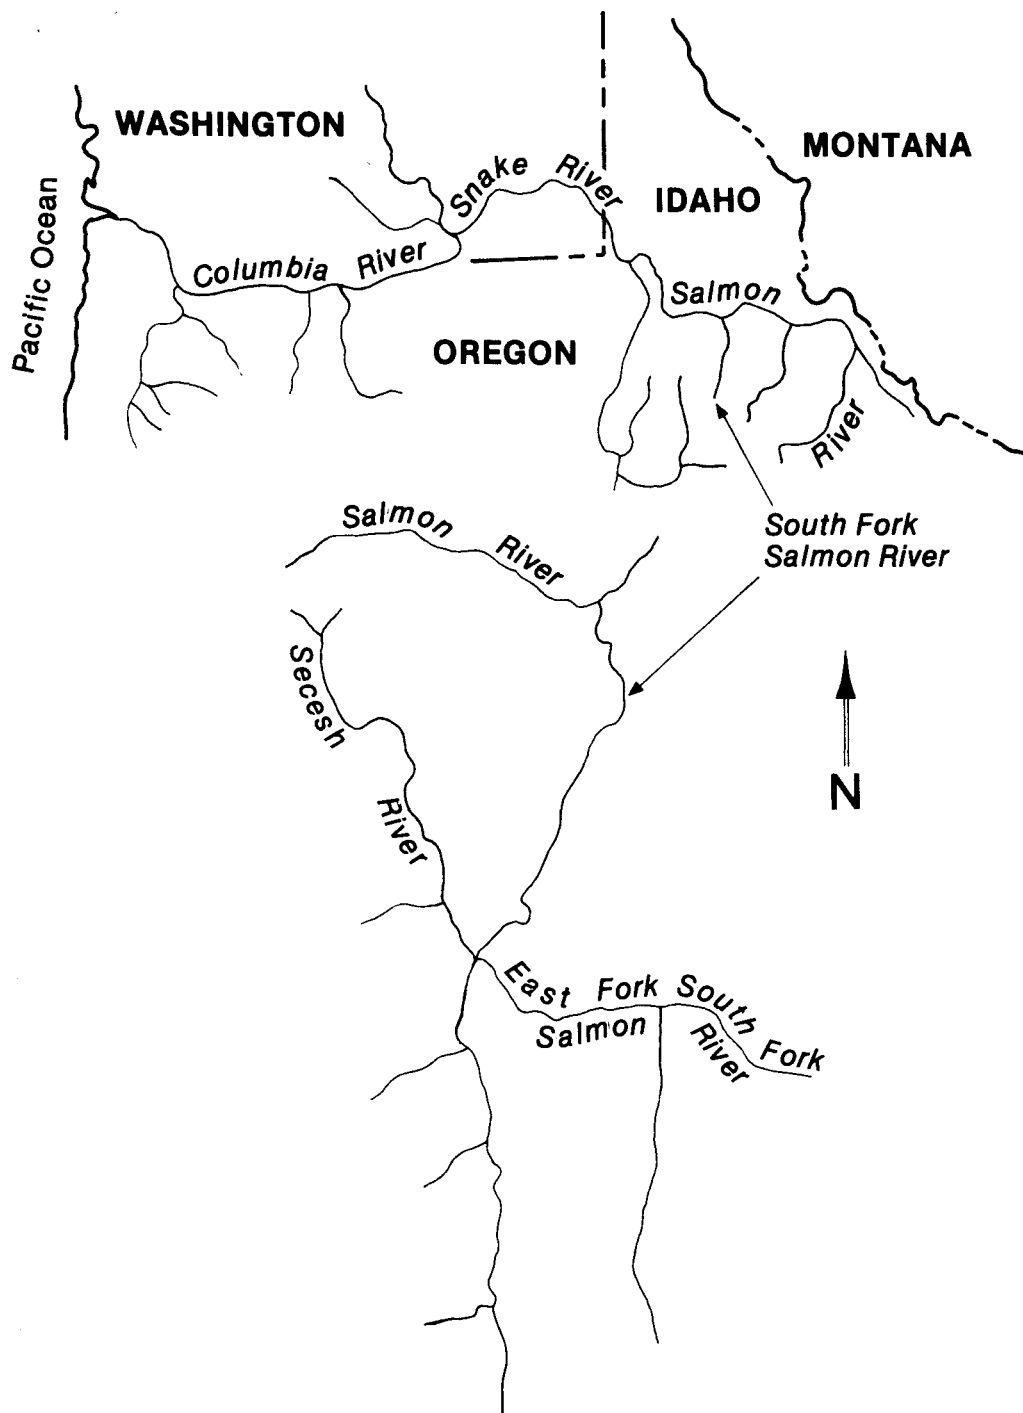 WASHINGTON
MONTANA
Snake River
IDAHO
Pacific Ocean
Columbia River
Salmon River
OREGON
South Fork
Salmon River
Salmon River
Secesh River
N
East Fork South Fork
Salmon River